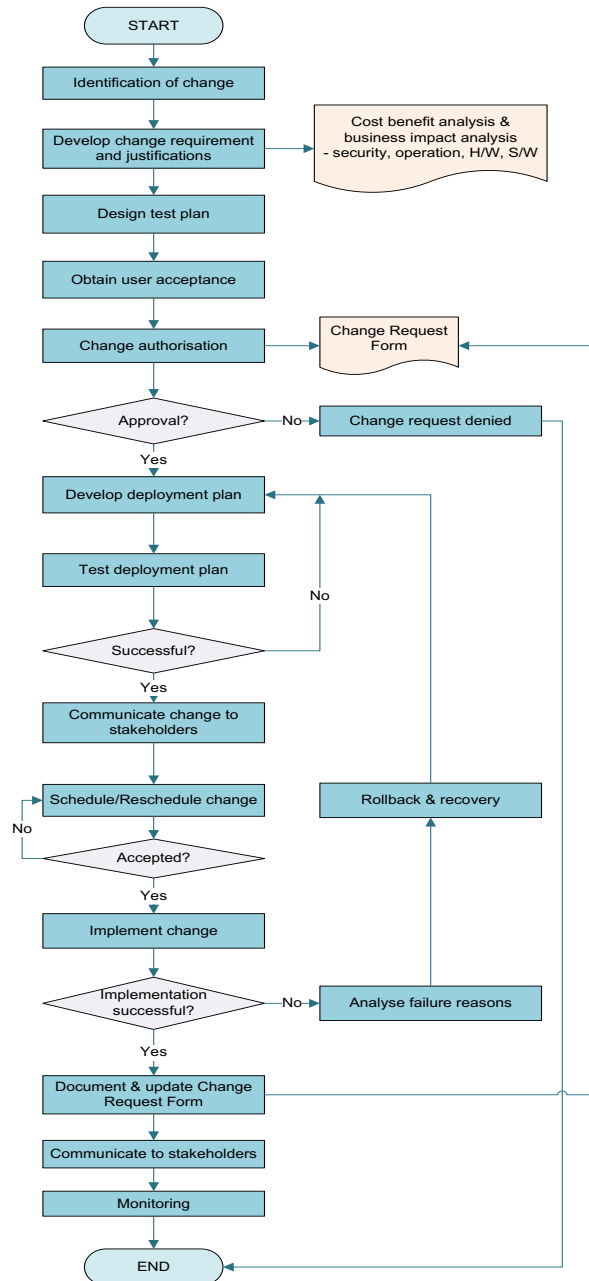 START
Identification of change
Develop change requirement
and justifications
Cost benefit analysis &
business impact analysis
- security, operation, H/W, S/W
Design test plan
Obtain user acceptance
Change authorisation
Change Request
Form
Approval?
No
Change request denied
Yes
Develop deployment plan
Test deployment plan
No
Successful?
Yes
Communicate change to
stakeholders
Schedule/Reschedule change
Rollback & recovery
No
Accepted?
Yes
Implement change
Implementation
successful?
No
Analyse failure reasons
Yes
Document & update Change
Request Form
Communicate to stakeholders
Monitoring
END